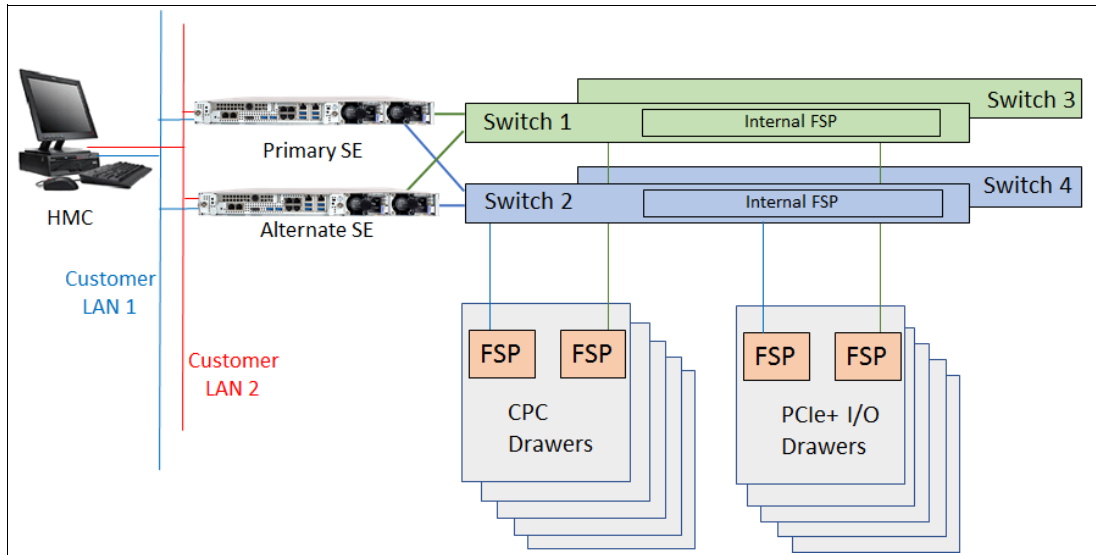 Switch 3
Switch 1
Internal FSP
Primary SE
Switch 4
Switch 2
Internal FSP
HMC
Alternate SE
Customer
LAN 1
Customer
LAN 2
FSP
FSP
FSP
FSP
CPC
Drawers
PCIe+ I/O
Drawers